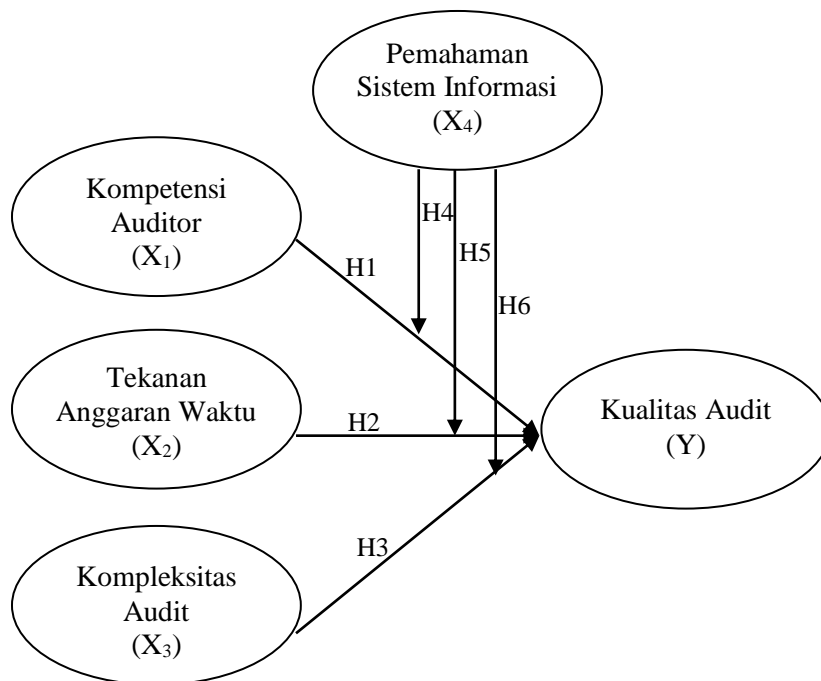 Pemahaman
Sistem Informasi
(X₄)
Kompetensi
Auditor
(X₁)
H4
H5
H1
H6
Tekanan
Anggaran Waktu
(X₂)
H2
Kualitas Audit
(Y)
H3
Kompleksitas
Audit
(X₃)